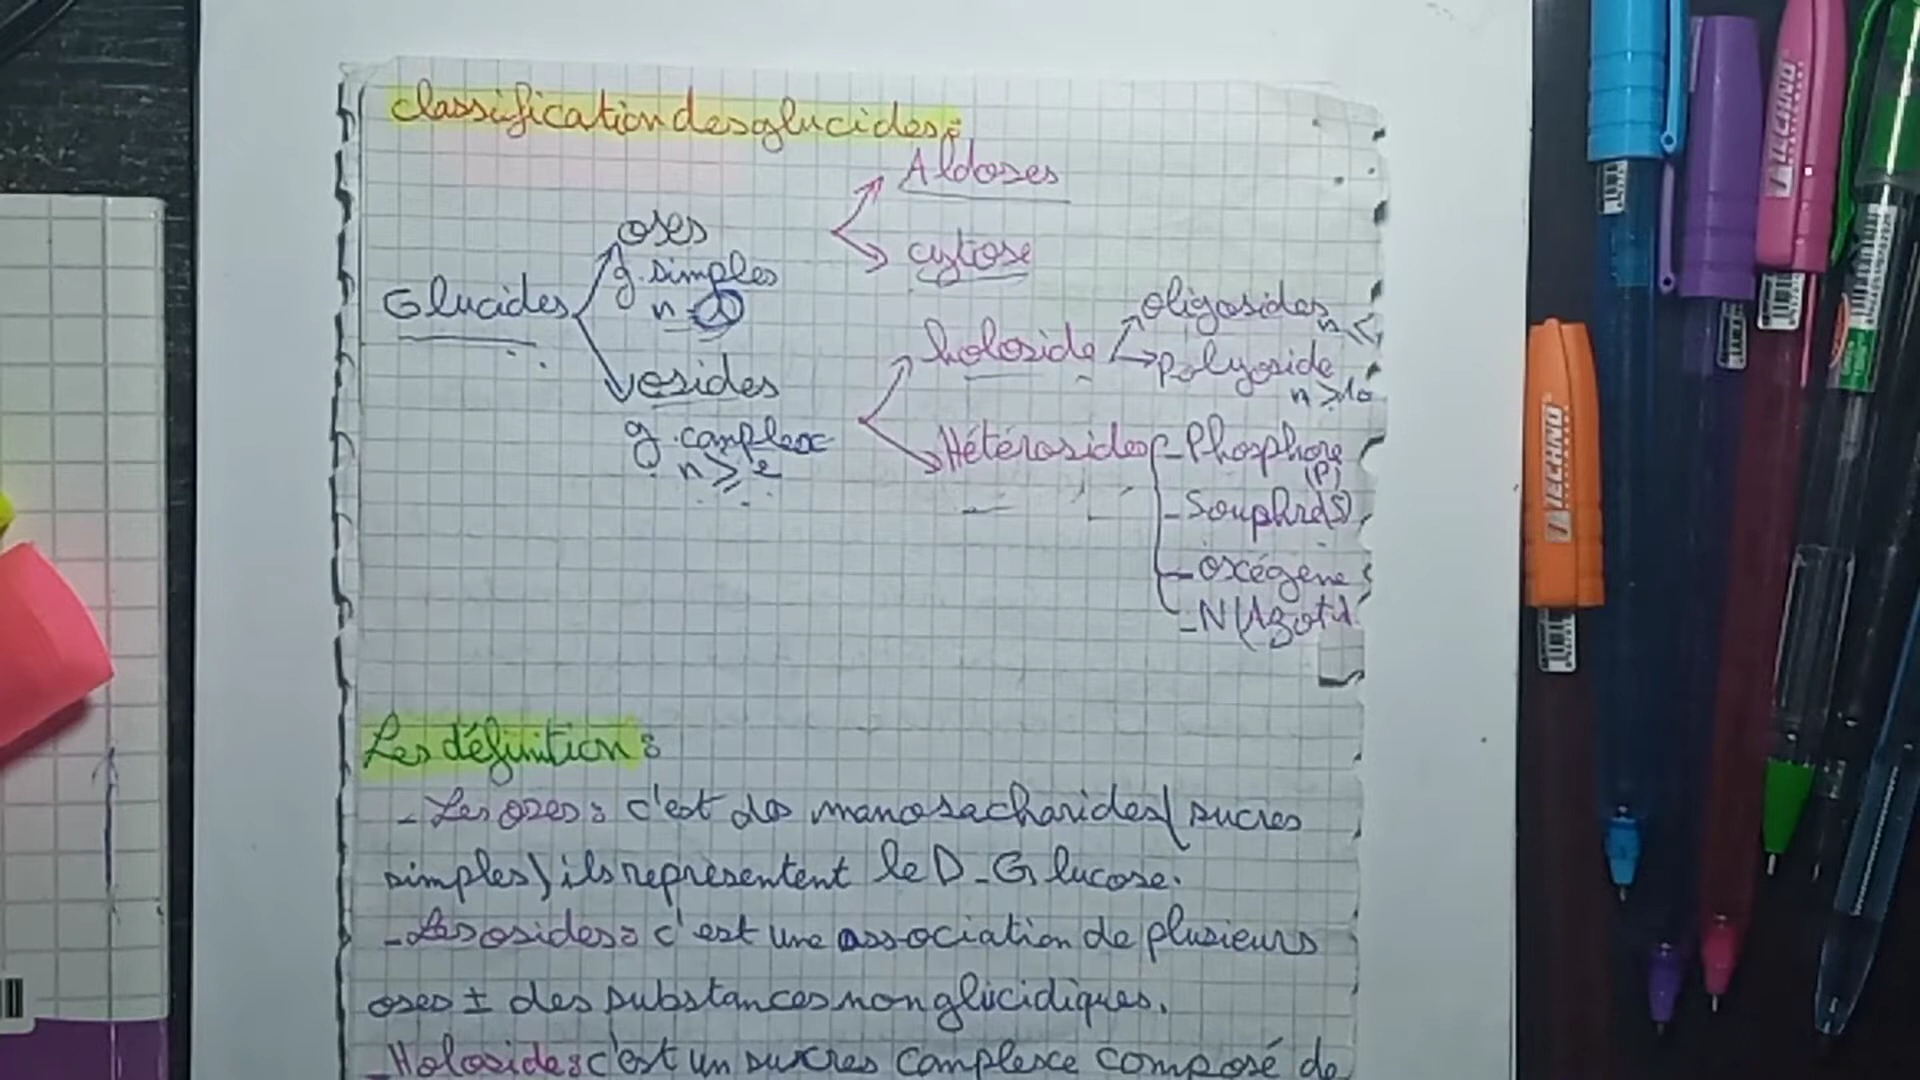 Classification des glucides :
Aldoses
oses
cytose
g. simples
Glucides
n =
oligosides
n <
holoside
polyoside
n ≥ 10
osides
g. complexe
n ≥ 2
Hétérosides
- Phosphore
(P)
- Souphre (S)
- oxégène
- N (Azote)
Les définition :
- Les oses : c'est des monosacharides ( sucres
simples ) ils représentent le D-Glucose.
- Les osides : c'est une association de plusieurs
oses ± des substances non glucidiques.
- Holosides : c'est un sucres complexe composé de
TECHNO
TECHNO